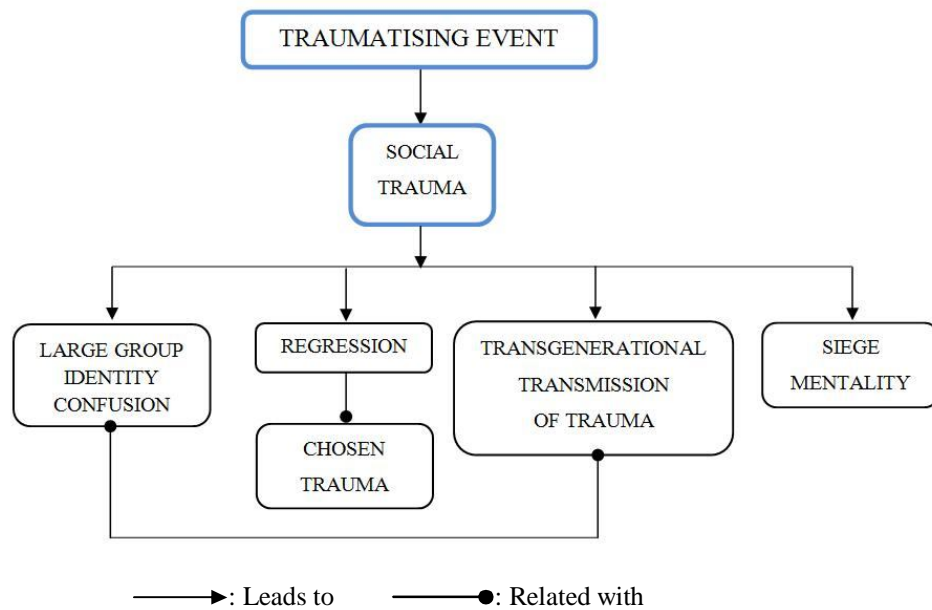 TRAUMATISING EVENT
SOCIAL
TRAUMA
LARGE GROUP
IDENTITY
CONFUSION
REGRESSION
CHOSEN
TRAUMA
TRANSGENERATIONAL
TRANSMISSION
OF TRAUMA
SIEGE
MENTALITY
: Leads to
: Related with